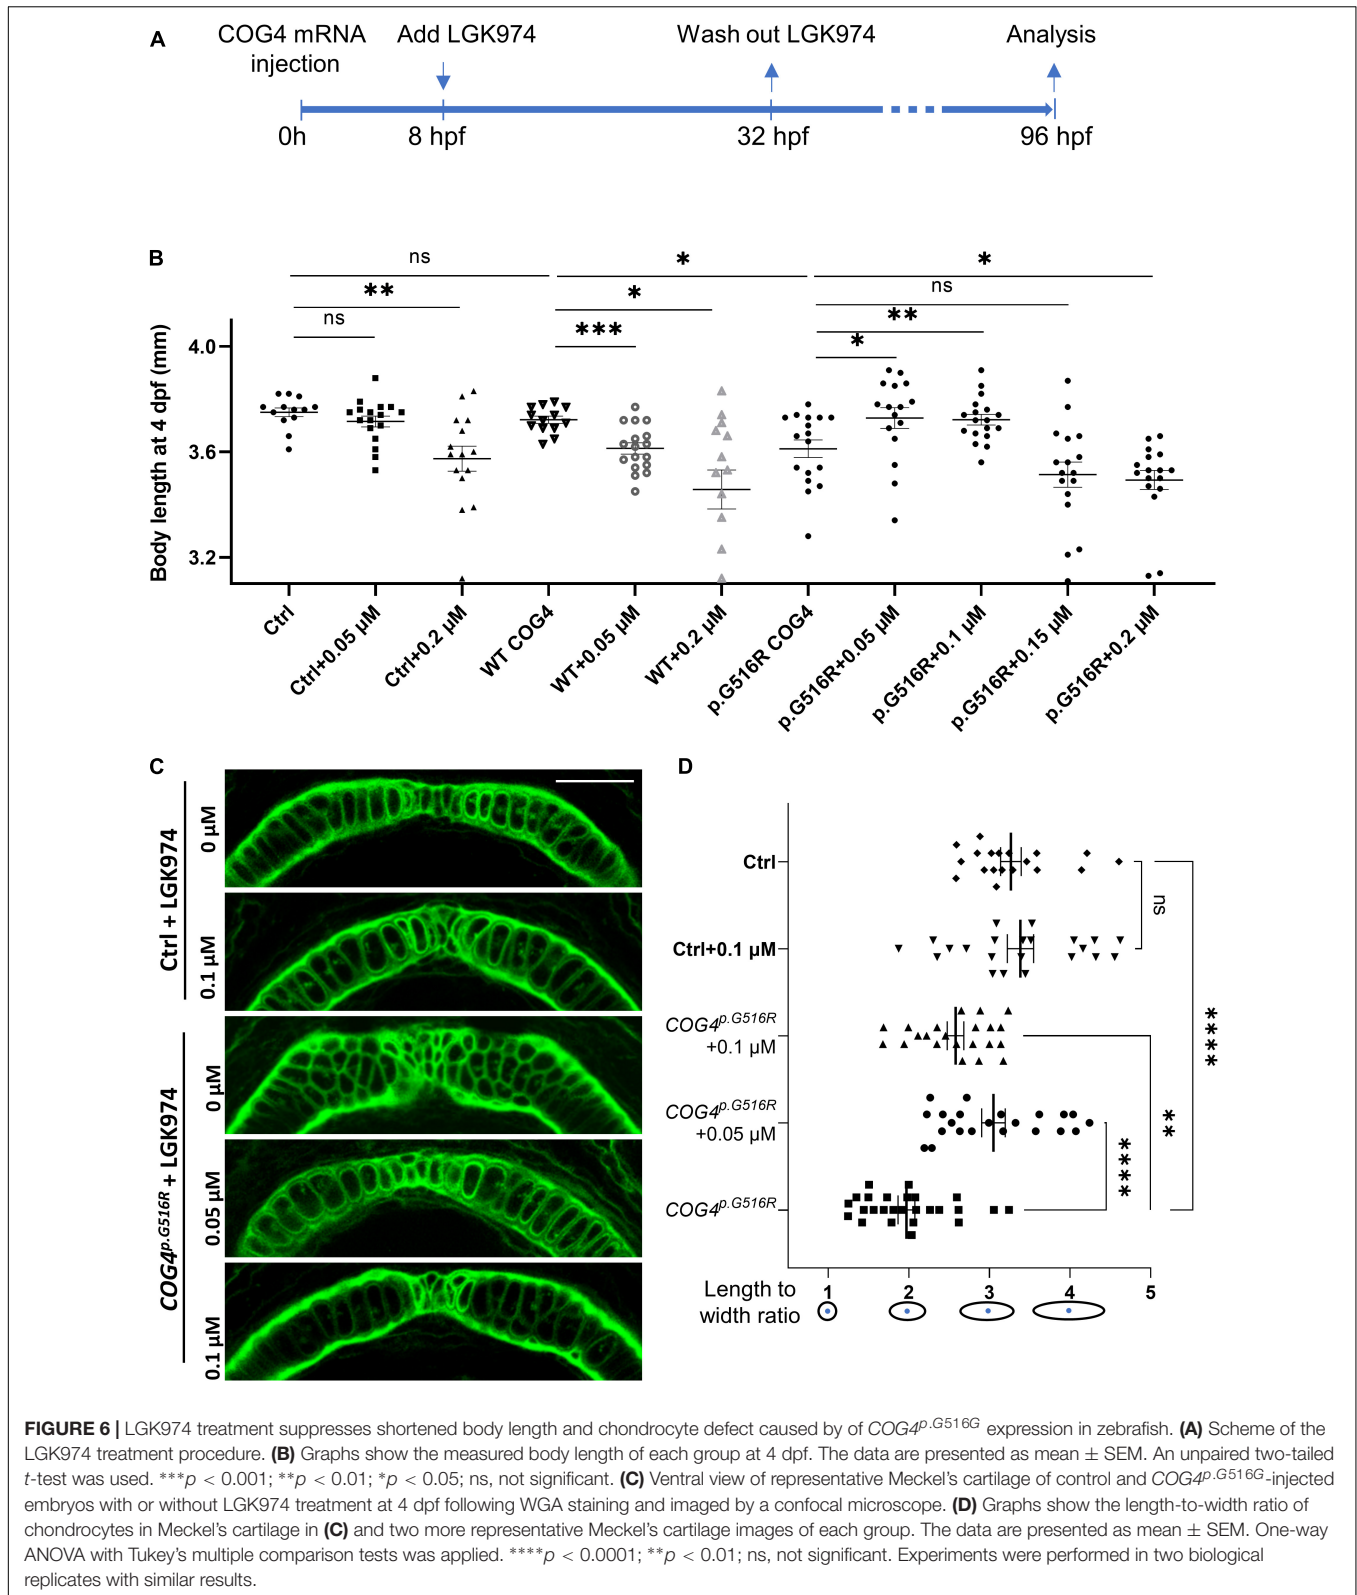 A
COG4 mRNA injection
Add LGK974
Wash out LGK974
Analysis
0h
8 hpf
32 hpf
96 hpf
B
ns
*
*
**
*
ns
ns
***
**
*
Body length at 4 dpf (mm)
4.0
3.6
3.2
Ctrl
Ctrl+0.05 µM
Ctrl+0.2 µM
WT COG4
WT+0.05 µM
WT+0.2 µM
p.G516R COG4
p.G516R+0.05 µM
p.G516R+0.1 µM
p.G516R+0.15 µM
p.G516R+0.2 µM
C
Ctrl + LGK974
0 µM
0.1 µM
COG4p.G516R + LGK974
0 µM
0.05 µM
0.1 µM
D
Ctrl
Ctrl+0.1 µM
COG4p.G516R
+0.1 µM
COG4p.G516R
+0.05 µM
COG4p.G516R
ns
****
**
****
Length to
width ratio
1 2 3 4 5
FIGURE 6 | LGK974 treatment suppresses shortened body length and chondrocyte defect caused by of COG4p.G516G expression in zebrafish. (A) Scheme of the
LGK974 treatment procedure. (B) Graphs show the measured body length of each group at 4 dpf. The data are presented as mean ± SEM. An unpaired two-tailed
t-test was used. ***p < 0.001; **p < 0.01; *p < 0.05; ns, not significant. (C) Ventral view of representative Meckel's cartilage of control and COG4p.G516G-injected
embryos with or without LGK974 treatment at 4 dpf following WGA staining and imaged by a confocal microscope. (D) Graphs show the length-to-width ratio of
chondrocytes in Meckel's cartilage in (C) and two more representative Meckel's cartilage images of each group. The data are presented as mean ± SEM. One-way
ANOVA with Tukey's multiple comparison tests was applied. ****p < 0.0001; **p < 0.01; ns, not significant. Experiments were performed in two biological
replicates with similar results.